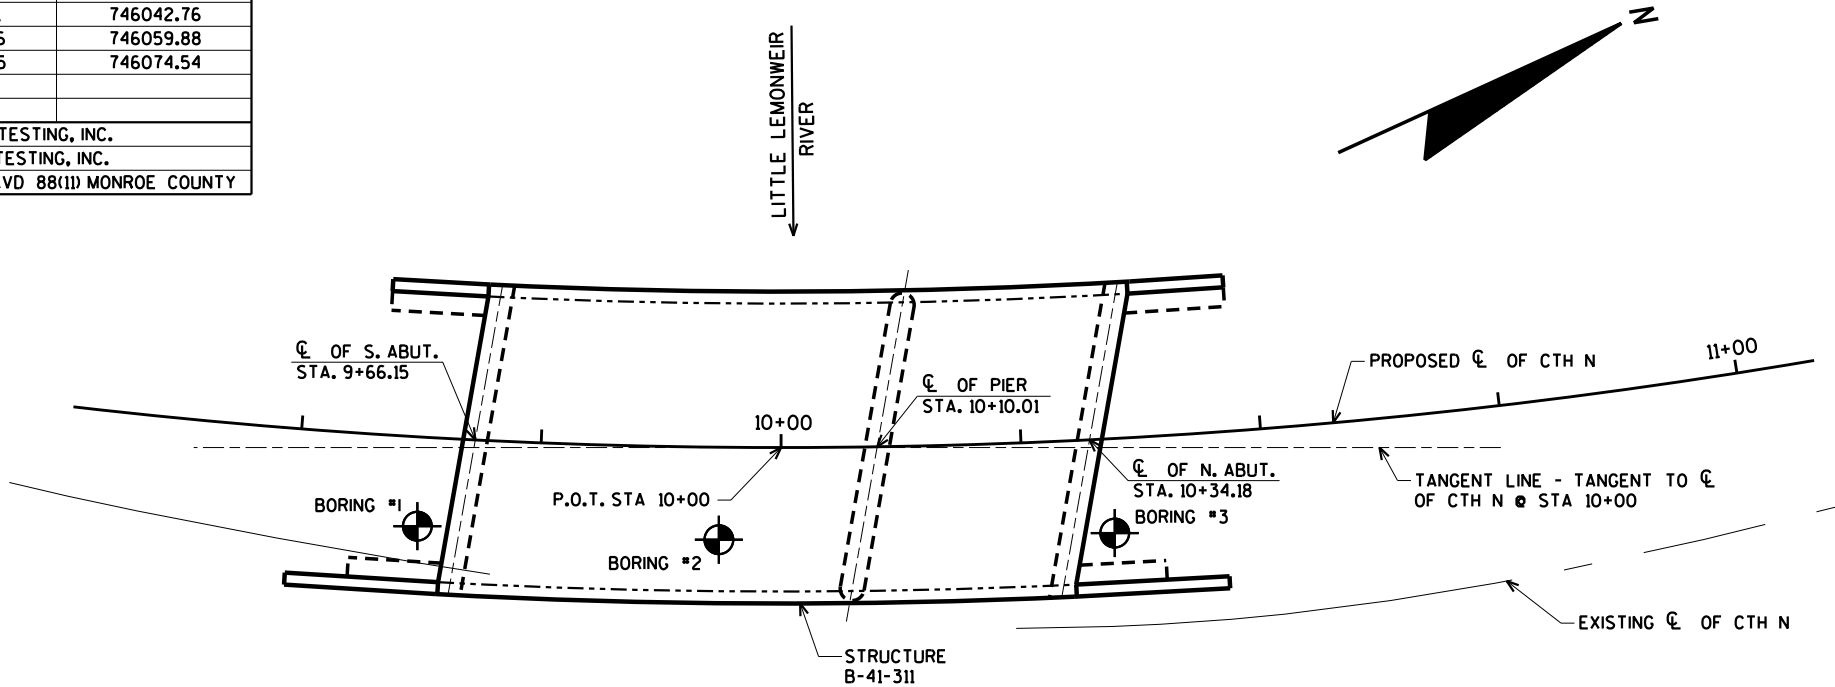 746042.76
746059.88
746074.54
TESTING, INC.
TESTING, INC.
VD 88(11) MONROE COUNTY
LITTLE LEMONWEIR
RIVER
N
℄ OF S. ABUT.
STA. 9+66.15
℄ OF PIER
STA. 10+10.01
10+00
PROPOSED ℄ OF CTH N
11+00
BORING #1
P.O.T. STA 10+00
BORING #2
℄ OF N. ABUT.
STA. 10+34.18
BORING #3
TANGENT LINE - TANGENT TO ℄
OF CTH N @ STA 10+00
EXISTING ℄ OF CTH N
STRUCTURE
B-41-311